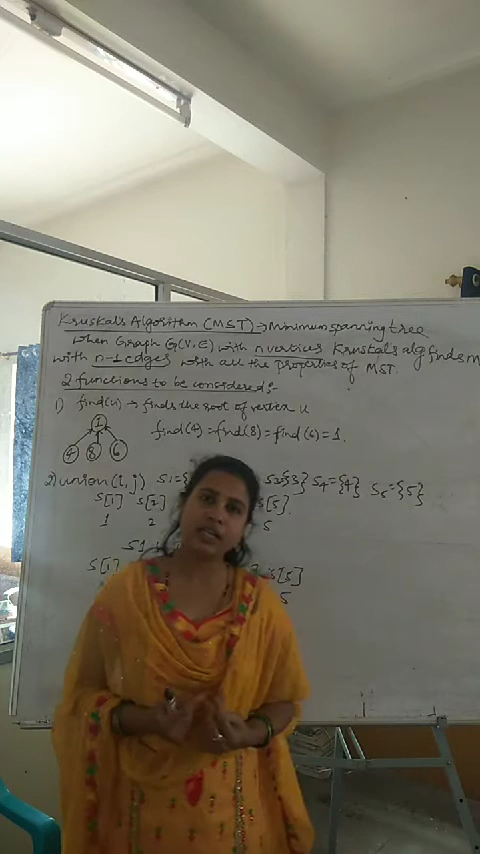 Kruskals Algorithm (MST) → Minimum spanning tree
When Graph G(V,E) with n vertices Kruskals alg finds M
with n-1 edges with all the properties of MST.
2 functions to be considered:-
1) find(u) → finds the root of vertex u
1
4 8 6
find(4) = find(8) = find(6) = 1.
2) union(i,j) S1={ {3} S4={4} S5={5}
S[1] S[2] S[5].
1 2 5
S1
S[1] S[5]
5